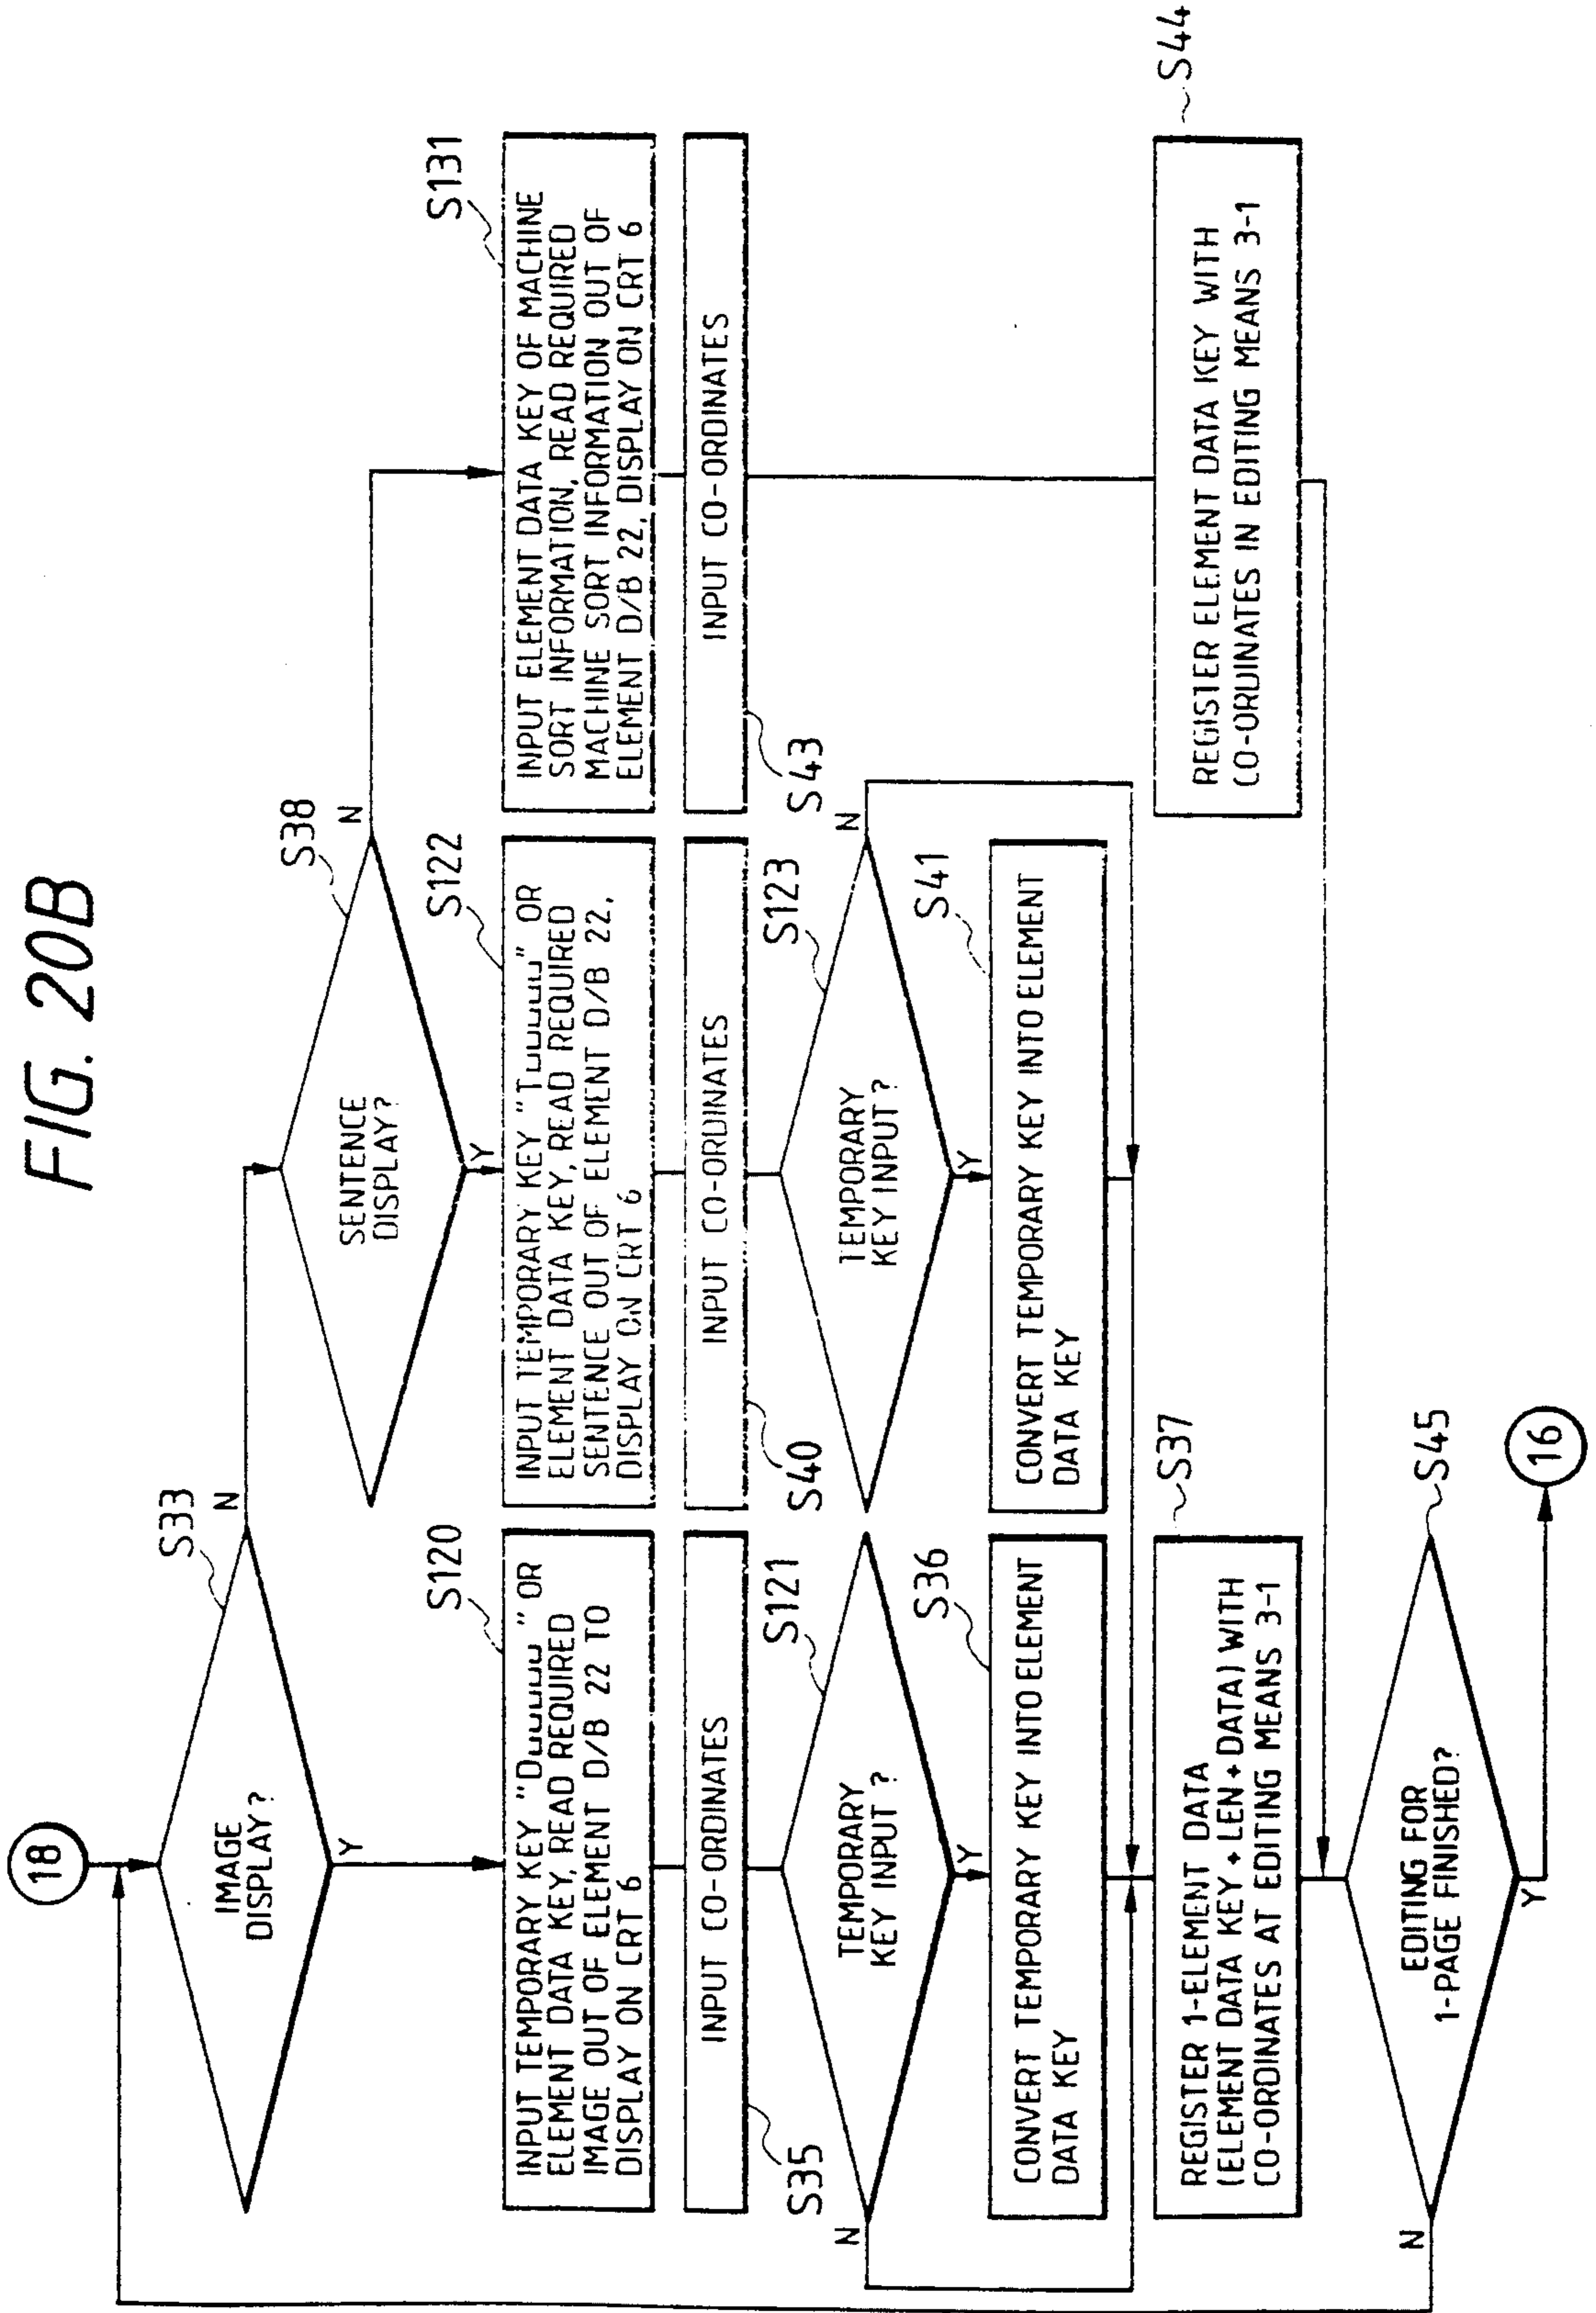 FIG. 20B
18
IMAGE
DISPLAY?
S33
N
Y
SENTENCE
DISPLAY?
S38
N
Y
S120
INPUT TEMPORARY KEY "D␣␣␣␣␣" OR
ELEMENT DATA KEY, READ REQUIRED
IMAGE OUT OF ELEMENT D/B 22 TO
DISPLAY ON CRT 6
S122
INPUT TEMPORARY KEY "T␣␣␣␣␣" OR
ELEMENT DATA KEY, READ REQUIRED
SENTENCE OUT OF ELEMENT D/B 22,
DISPLAY ON CRT 6
S131
INPUT ELEMENT DATA KEY OF MACHINE
SORT INFORMATION, READ REQUIRED
MACHINE SORT INFORMATION OUT OF
ELEMENT D/B 22, DISPLAY ON CRT 6
INPUT CO-ORDINATES
S35
INPUT CO-ORDINATES
S40
INPUT CO-ORDINATES
S43
TEMPORARY
KEY INPUT ?
S121
N
Y
TEMPORARY
KEY INPUT ?
S123
N
Y
CONVERT TEMPORARY KEY INTO ELEMENT
DATA KEY
S36
CONVERT TEMPORARY KEY INTO ELEMENT
DATA KEY
S41
REGISTER 1-ELEMENT DATA
(ELEMENT DATA KEY + LEN + DATA) WITH
CO-ORDINATES AT EDITING MEANS 3-1
S37
REGISTER ELEMENT DATA KEY WITH
CO-ORDINATES IN EDITING MEANS 3-1
S44
EDITING FOR
1-PAGE FINISHED?
S45
N
Y
16